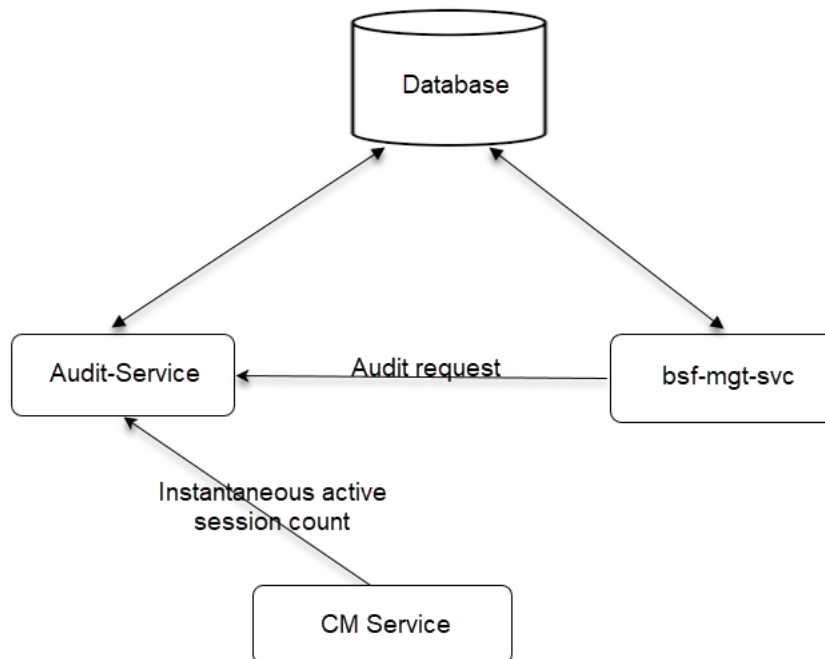 Database
Audit-Service
Audit request
bsf-mgt-svc
Instantaneous active
session count
CM Service